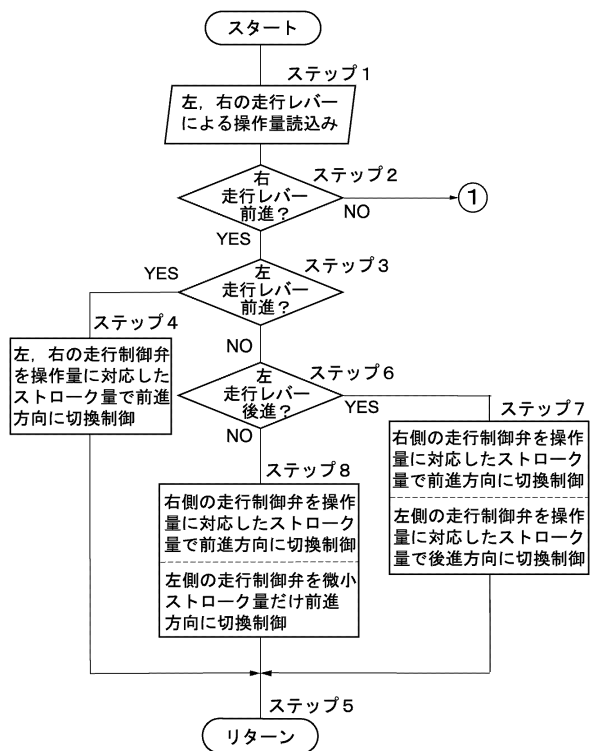 スタート
ステップ1
左，右の走行レバー
による操作量読込み
ステップ2
右
走行レバー
前進？
NO
①
YES
ステップ3
左
走行レバー
前進？
YES
NO
ステップ4
左，右の走行制御弁
を操作量に対応した
ストローク量で前進
方向に切換制御
ステップ6
左
走行レバー
後進？
YES
NO
ステップ7
右側の走行制御弁を操作
量に対応したストローク
量で前進方向に切換制御
左側の走行制御弁を操作
量に対応したストローク
量で後進方向に切換制御
ステップ8
右側の走行制御弁を操作
量に対応したストローク
量で前進方向に切換制御
左側の走行制御弁を微小
ストローク量だけ前進
方向に切換制御
ステップ5
リターン